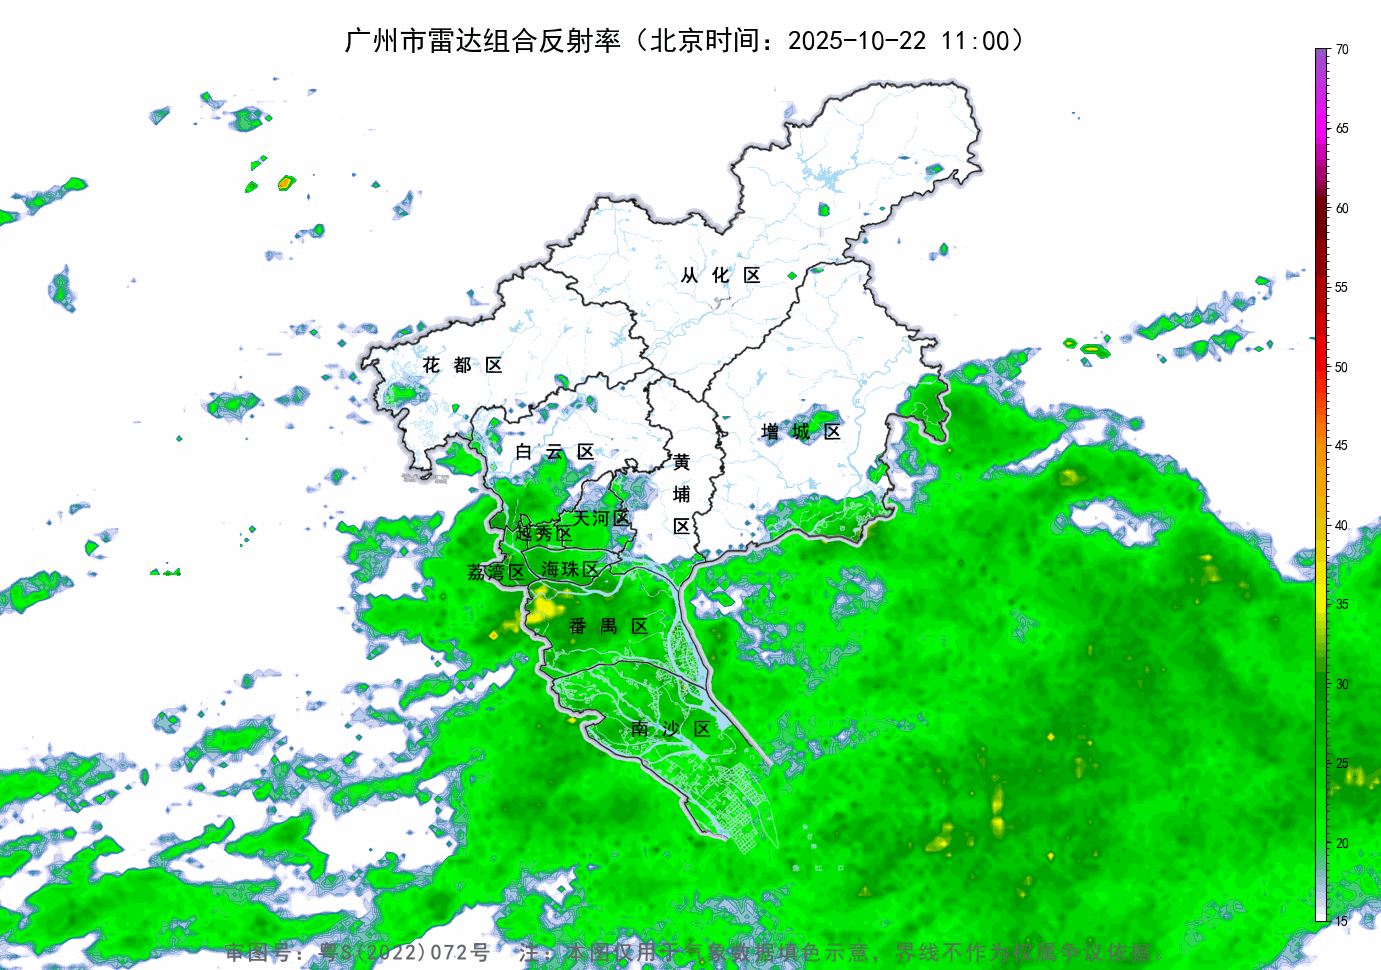 广州市雷达组合反射率（北京时间：2025-10-22 11:00）
70
65
60
55
50
45
40
35
30
25
20
15
从化区
花都区
增城区
白云区
黄埔区
天河区
越秀区
荔湾区
海珠区
番禺区
南沙区
珠江口
审图号：粤S(2022)072号 注：本图仅用于气象数据填色示意，界线不作为权属争议依据.